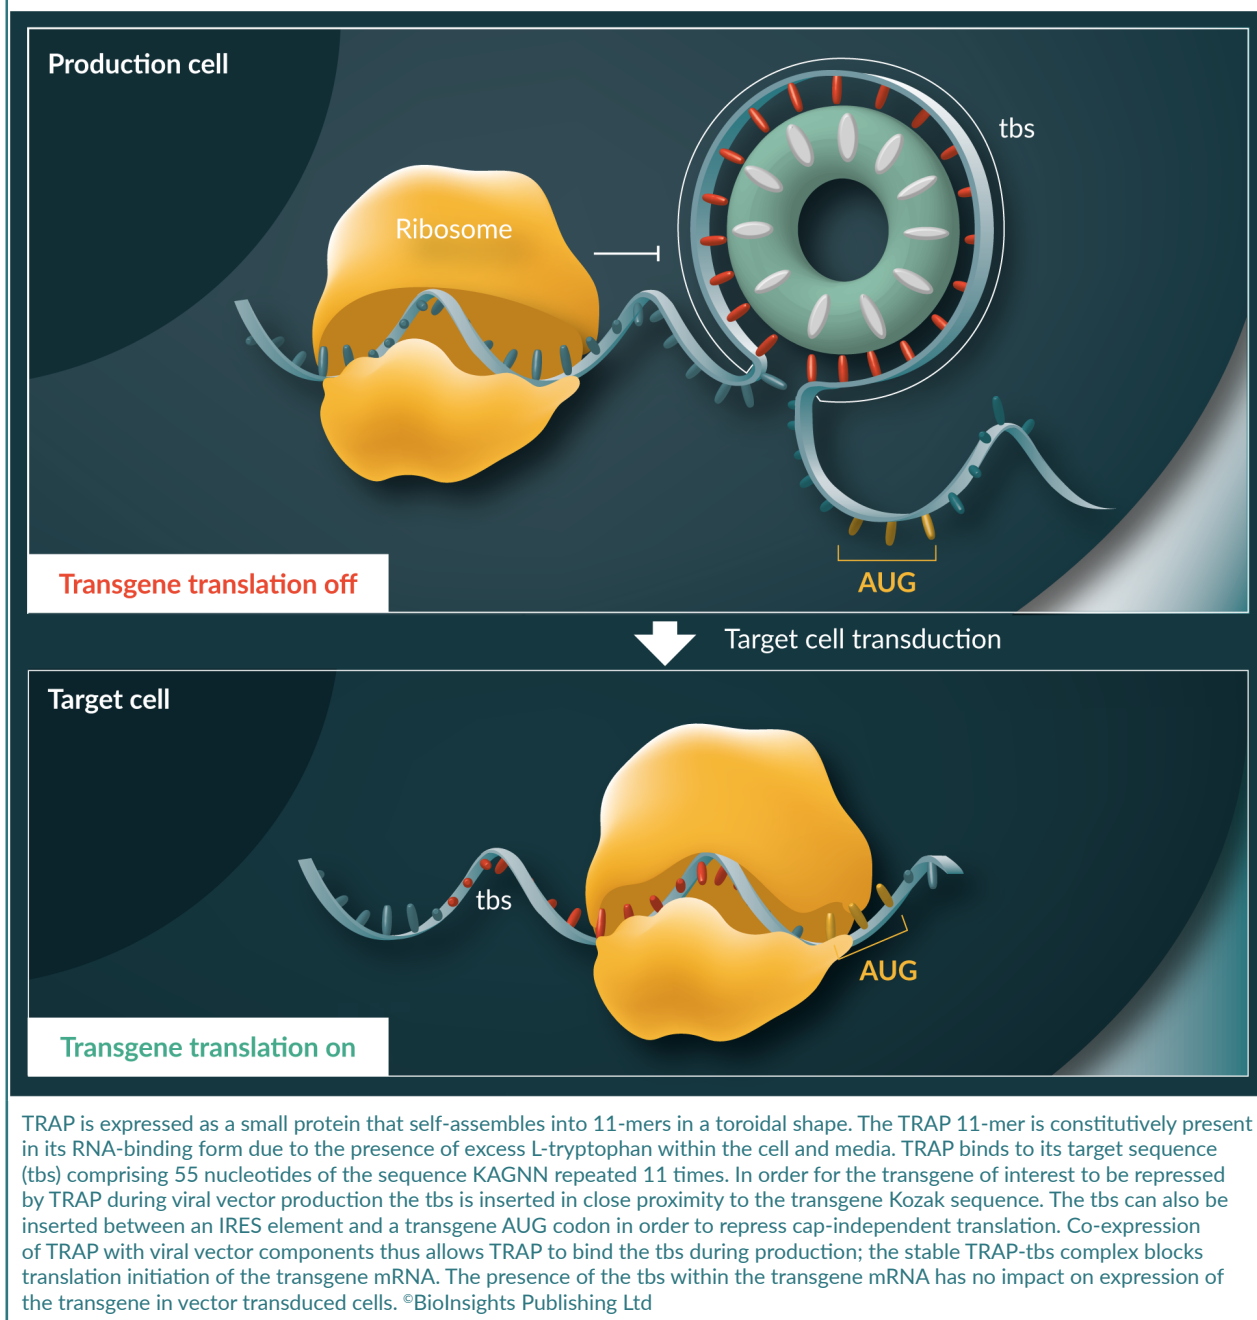 Production cell
tbs
Ribosome
AUG
Transgene translation off
Target cell transduction
Target cell
tbs
AUG
Transgene translation on
TRAP is expressed as a small protein that self-assembles into 11-mers in a toroidal shape. The TRAP 11-mer is constitutively present
in its RNA-binding form due to the presence of excess L-tryptophan within the cell and media. TRAP binds to its target sequence
(tbs) comprising 55 nucleotides of the sequence KAGNN repeated 11 times. In order for the transgene of interest to be repressed
by TRAP during viral vector production the tbs is inserted in close proximity to the transgene Kozak sequence. The tbs can also be
inserted between an IRES element and a transgene AUG codon in order to repress cap-independent translation. Co-expression
of TRAP with viral vector components thus allows TRAP to bind the tbs during production; the stable TRAP-tbs complex blocks
translation initiation of the transgene mRNA. The presence of the tbs within the transgene mRNA has no impact on expression of
the transgene in vector transduced cells. ©BioInsights Publishing Ltd